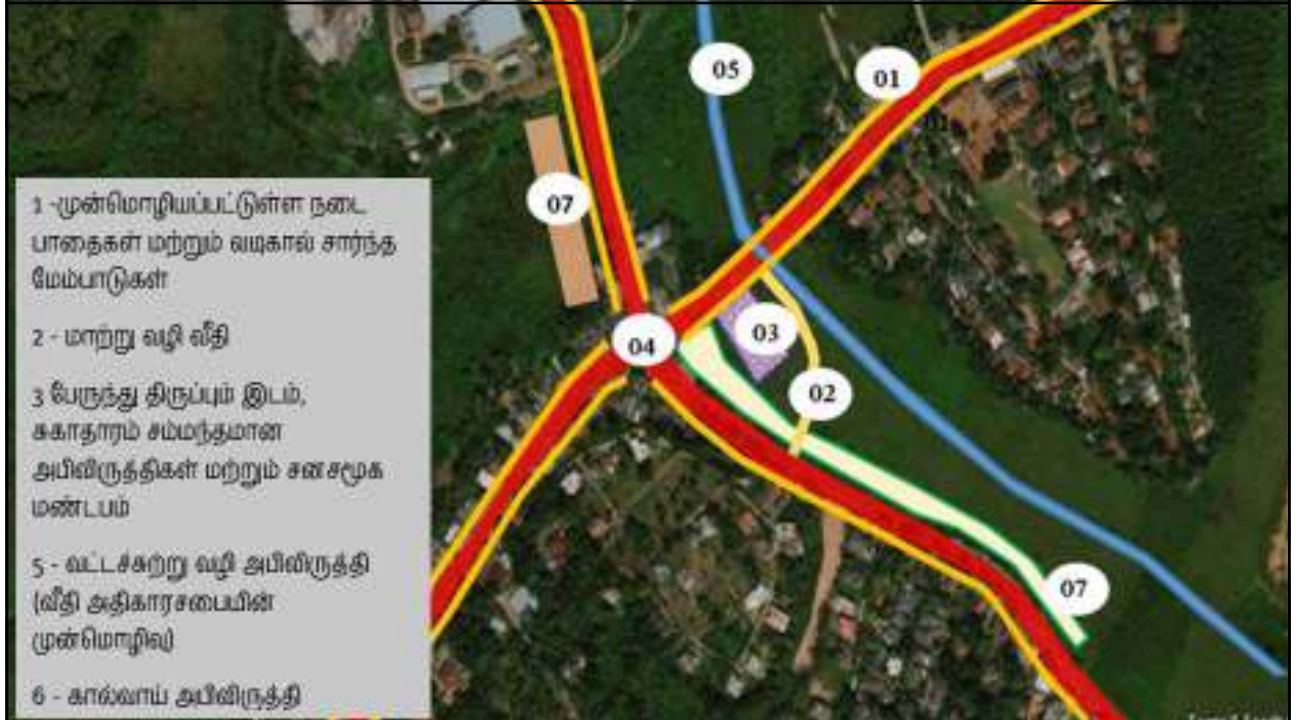 1 -முன்மொழியப்பட்டுள்ள நடை
பாதைகள் மற்றும் வடிகால் சார்ந்த
மேம்பாடுகள்
2 - மாற்று வழி வீதி
3 பேருந்து திருப்பும் இடம்,
சுகாதாரம் சம்மந்தமான
அபிவிருத்திகள் மற்றும் சனசமூக
மண்டபம்
5 - வட்டச்சுற்று வழி அபிவிருத்தி
(வீதி அதிகாரசபையின்
முன்மொழிவு)
6 - கால்வாய் அபிவிருத்தி
05
01
07
04
03
02
07